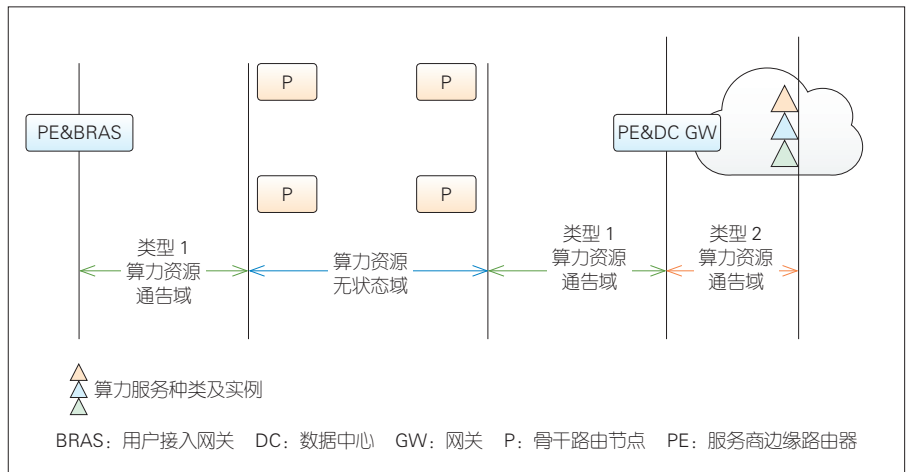 P
P
PE&BRAS
PE&DC GW
P
P
类型 1
算力资源
通告域
算力资源
无状态域
类型 1
算力资源
通告域
类型 2
算力资源
通告域
算力服务种类及实例
BRAS：用户接入网关 DC：数据中心 GW：网关 P：骨干路由节点 PE：服务商边缘路由器